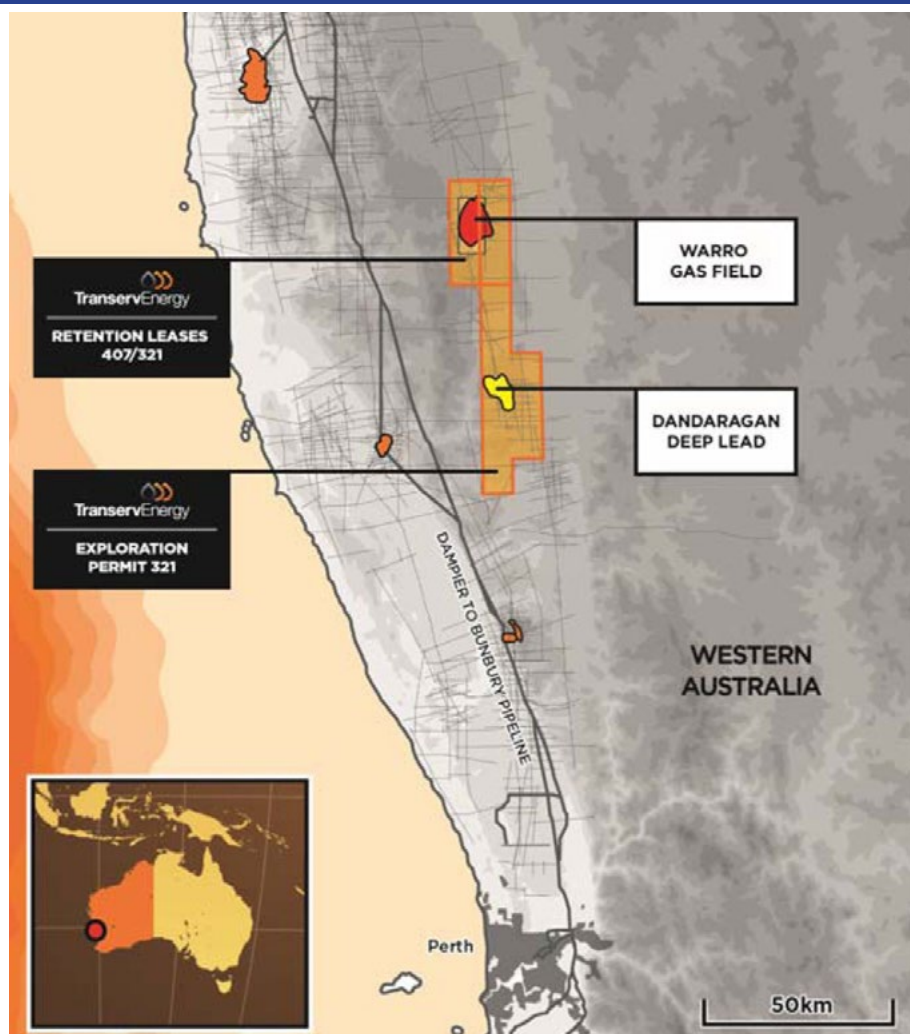 WARRO
GAS FIELD
TranservEnergy
RETENTION LEASES
407/321
DANDARAGAN
DEEP LEAD
TranservEnergy
EXPLORATION
PERMIT 321
DAMPIER TO BUNBURY PIPELINE
WESTERN
AUSTRALIA
Perth
50km